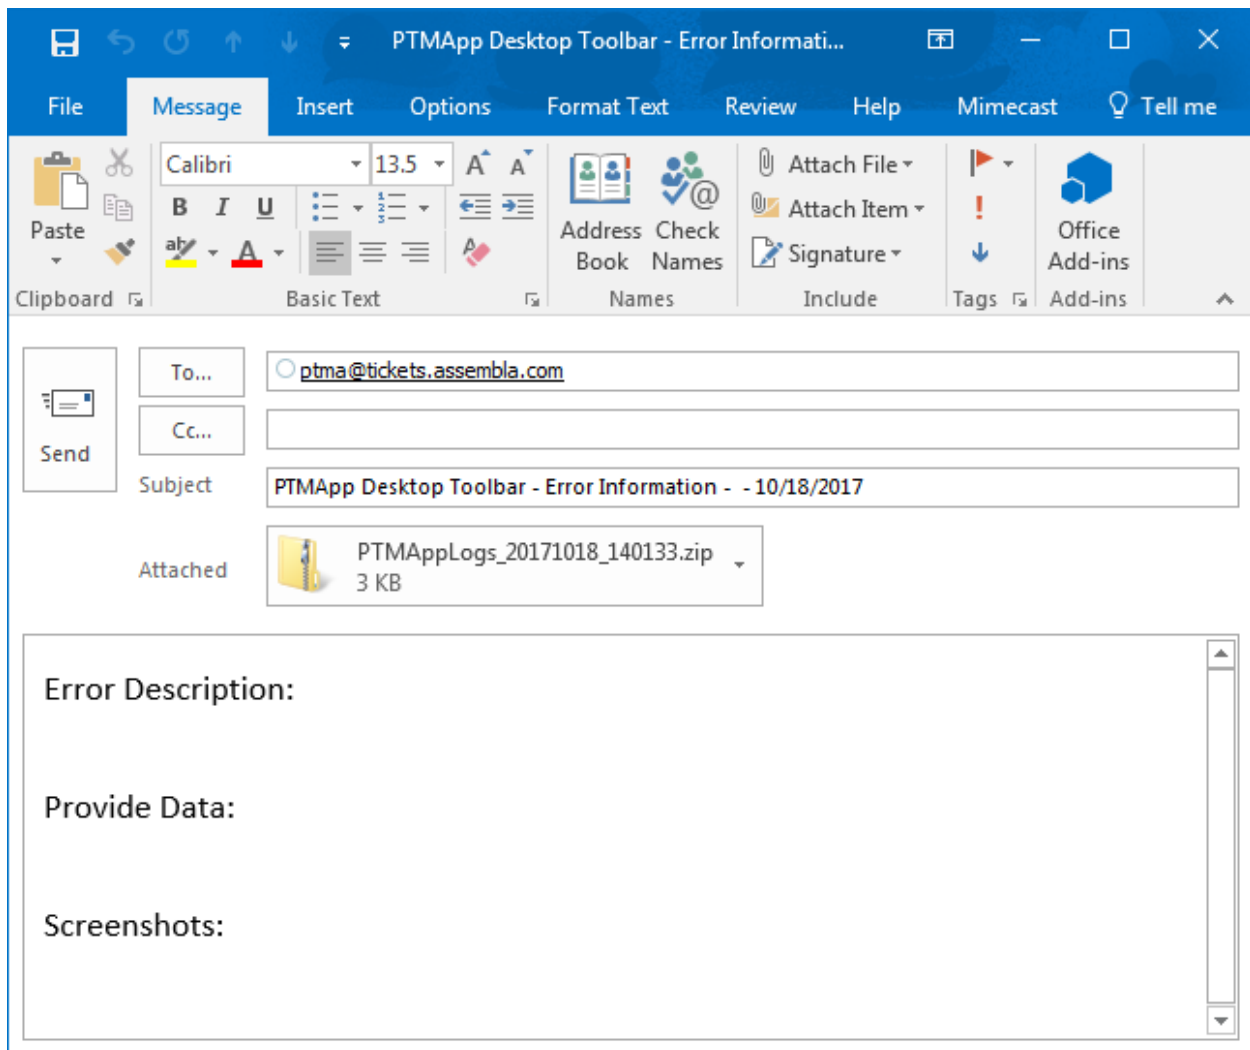 PTMApp Desktop Toolbar - Error Informati...
File Message Insert Options Format Text Review Help Mimecast Tell me
Calibri 13.5 A A Attach File
B I U Attach Item
Paste Address Book Check Names Office Add-ins
ab A Signature
Clipboard Basic Text Names Include Tags Add-ins
To... ptma@tickets.assembla.com
Cc...
Send
Subject PTMApp Desktop Toolbar - Error Information - - 10/18/2017
Attached PTMAppLogs_20171018_140133.zip
3 KB
Error Description:
Provide Data:
Screenshots: